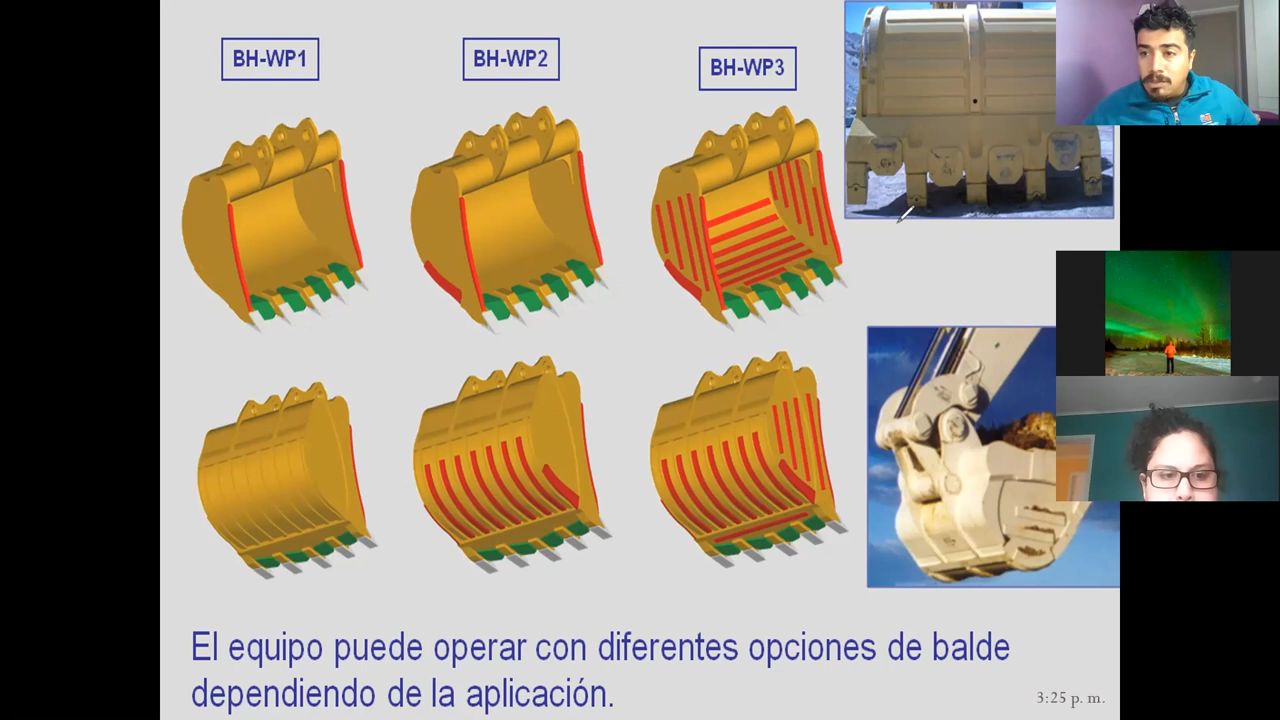 BH-WP1
BH-WP2
BH-WP3
El equipo puede operar con diferentes opciones de balde
dependiendo de la aplicación.
3:25 p. m.